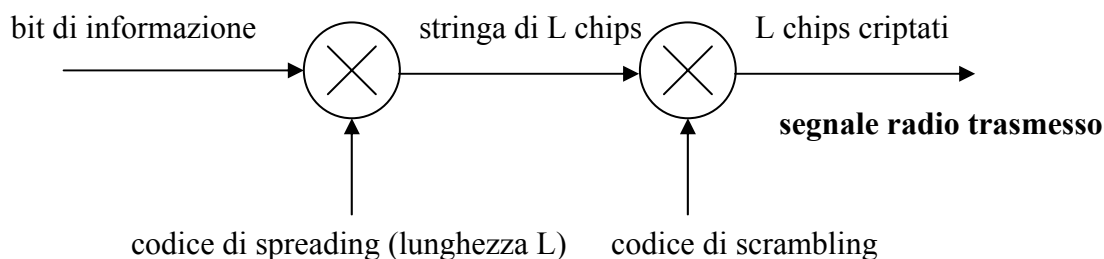 bit di informazione
stringa di L chips
L chips criptati
segnale radio trasmesso
codice di spreading (lunghezza L)
codice di scrambling